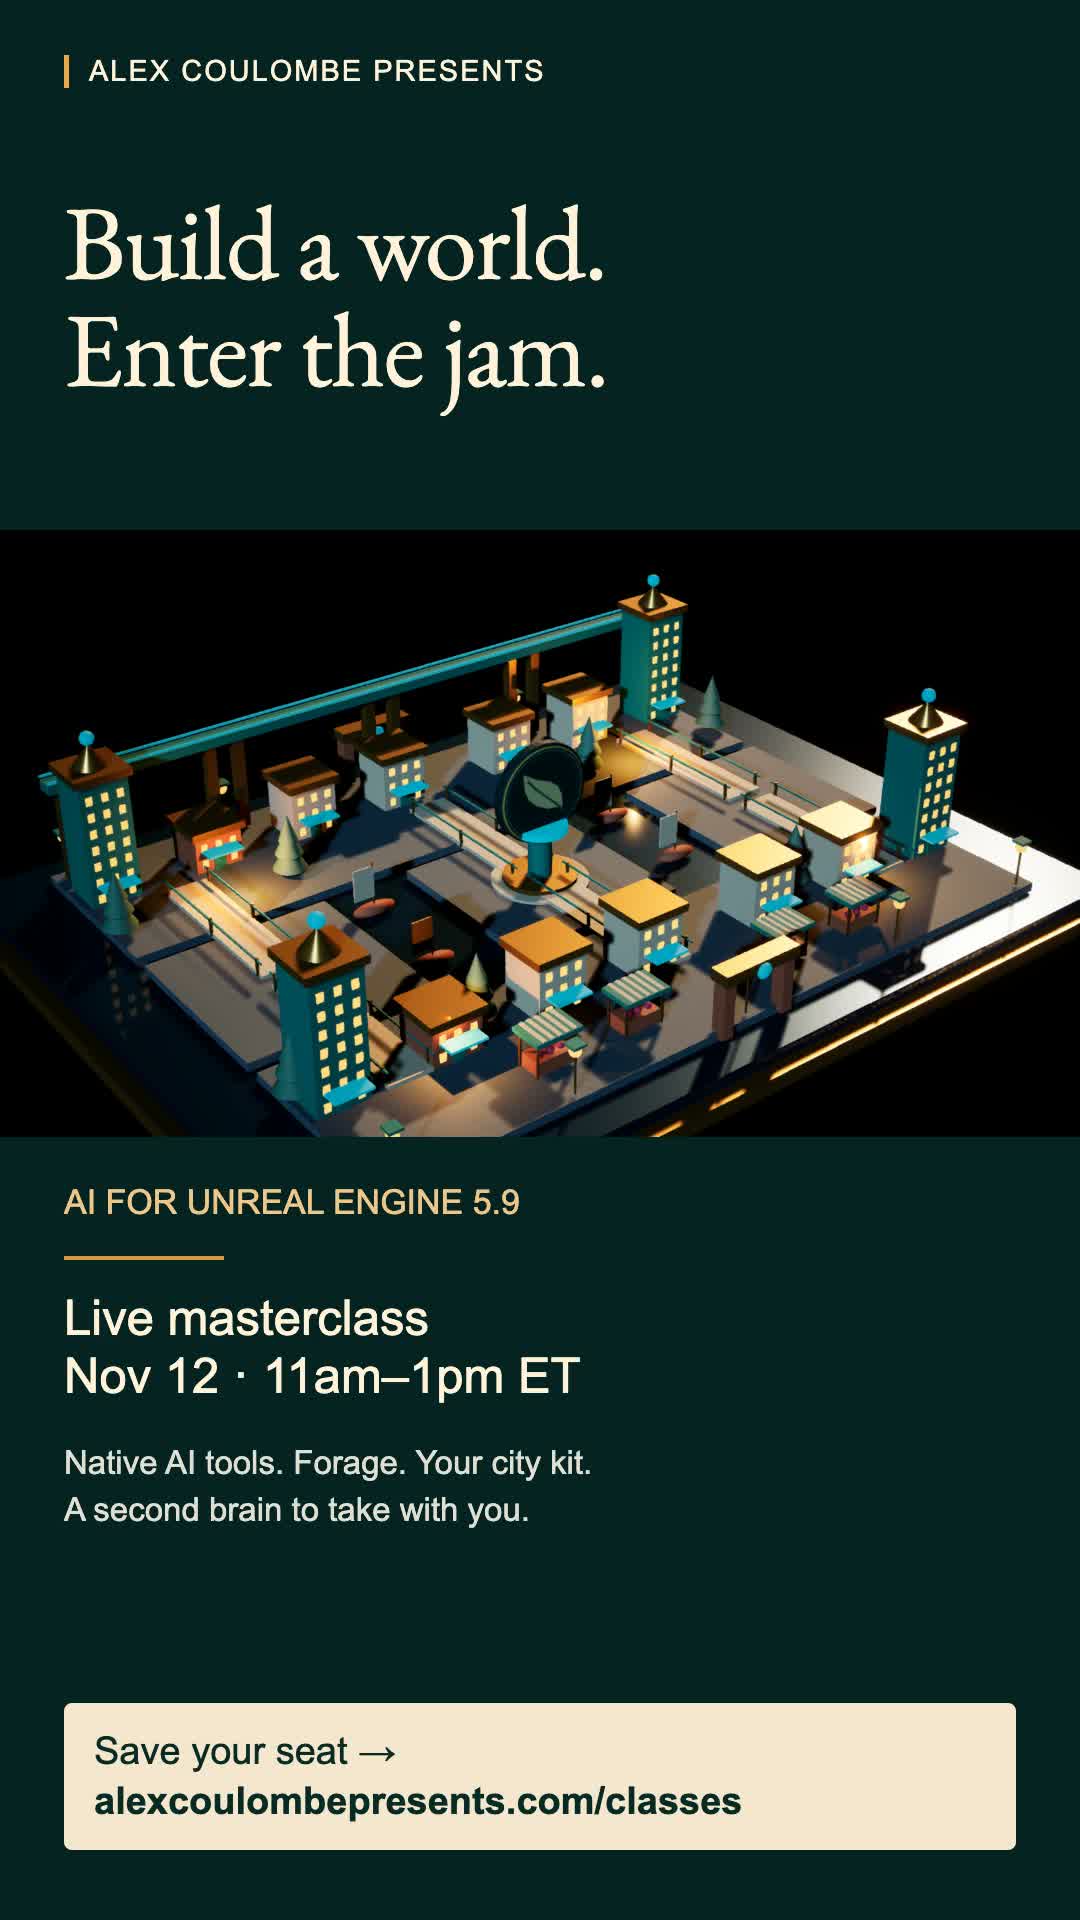 ALEX COULOMBE PRESENTS
Build a world.
Enter the jam.
AI FOR UNREAL ENGINE 5.9
Live masterclass
Nov 12 · 11am–1pm ET
Native AI tools. Forage. Your city kit.
A second brain to take with you.
Save your seat →
alexcoulombepresents.com/classes